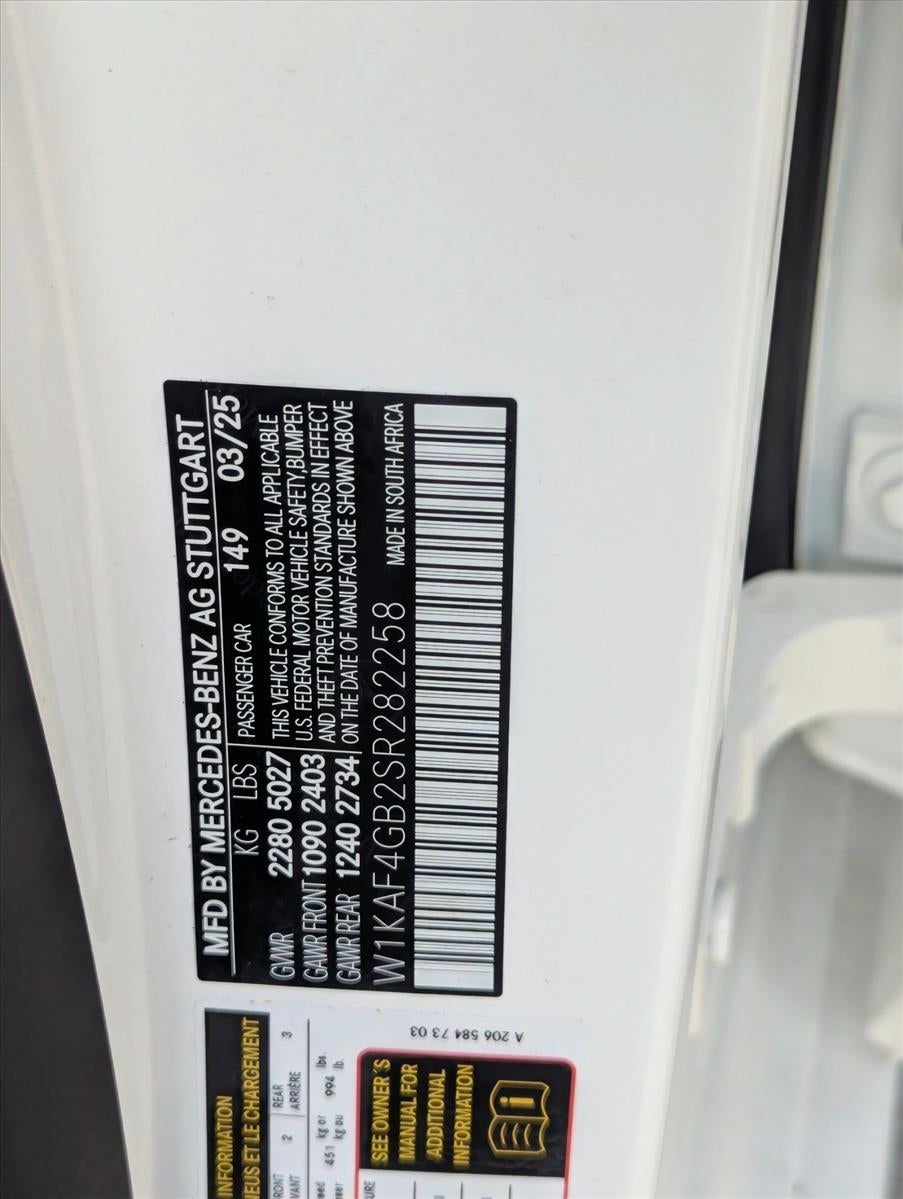 MFD BY MERCEDES-BENZ AG STUTTGART
KG LBS PASSENGER CAR 149 03/25
GVWR 2280 5027
GAWR FRONT 1090 2403
GAWR REAR 1240 2734
THIS VEHICLE CONFORMS TO ALL APPLICABLE
U.S. FEDERAL MOTOR VEHICLE SAFETY, BUMPER
AND THEFT PREVENTION STANDARDS IN EFFECT
ON THE DATE OF MANUFACTURE SHOWN ABOVE
W1KAF4GB2SR282258 MADE IN SOUTH AFRICA
INFORMATION
ET LE CHARGEMENT
2 REAR 3
ARRIÈRE
451 kg or 994 lbs.
kg ou lb.
A 206 584 73 03
SEE OWNER'S
MANUAL FOR
ADDITIONAL
INFORMATION